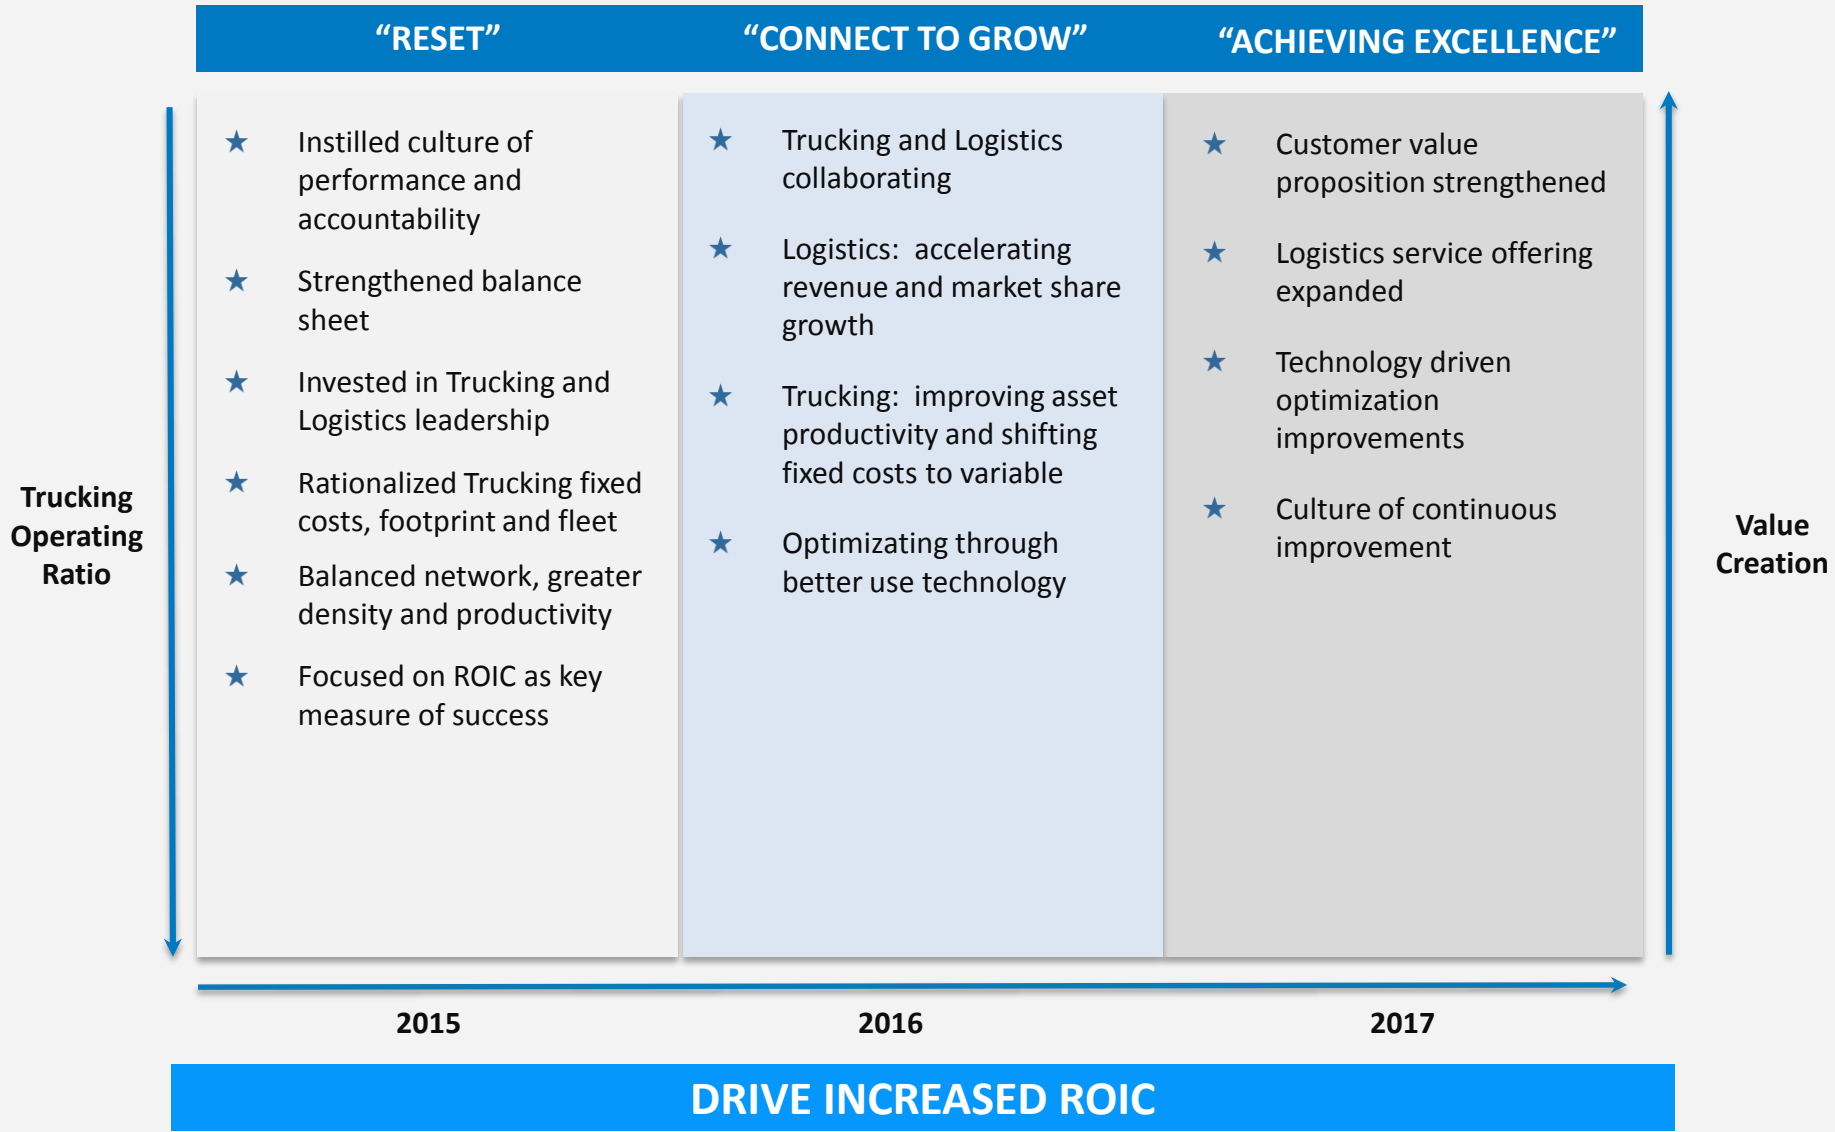 “RESET”
“CONNECT TO GROW”
“ACHIEVING EXCELLENCE”
Trucking
Operating
Ratio
Instilled culture of
performance and
accountability
Strengthened balance
sheet
Invested in Trucking and
Logistics leadership
Rationalized Trucking fixed
costs, footprint and fleet
Balanced network, greater
density and productivity
Focused on ROIC as key
measure of success
Trucking and Logistics
collaborating
Logistics:  accelerating
revenue and market share
growth
Trucking:  improving asset
productivity and shifting
fixed costs to variable
Optimizating through
better use technology
Customer value
proposition strengthened
Logistics service offering
expanded
Technology driven
optimization
improvements
Culture of continuous
improvement
Value
Creation
2015
2016
2017
DRIVE INCREASED ROIC